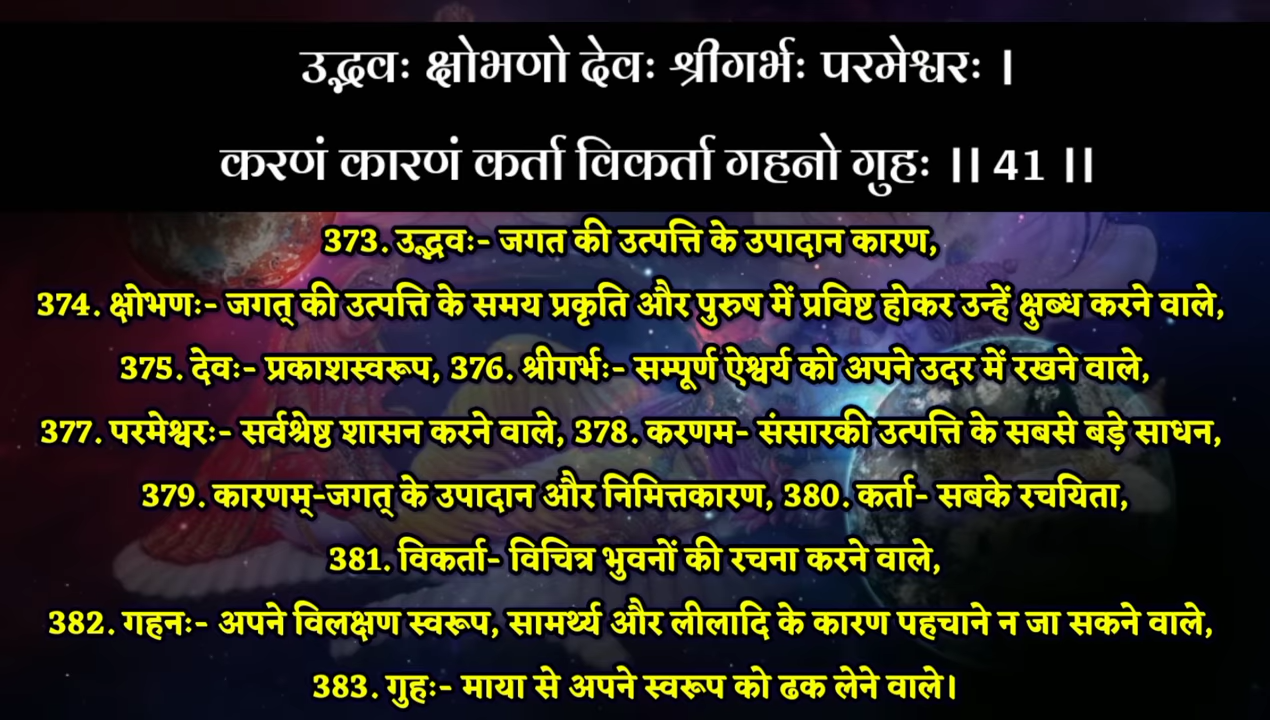 उद्भवः क्षोभणो देवः श्रीगर्भः परमेश्वरः ।
करणं कारणं कर्ता विकर्ता गहनो गुहः ।। 41 ।।
373. उद्भवः- जगत की उत्पत्ति के उपादान कारण,
374. क्षोभणः- जगत् की उत्पत्ति के समय प्रकृति और पुरुष में प्रविष्ट होकर उन्हें क्षुब्ध करने वाले,
375. देवः- प्रकाशस्वरूप, 376. श्रीगर्भः- सम्पूर्ण ऐश्वर्य को अपने उदर में रखने वाले,
377. परमेश्वरः- सर्वश्रेष्ठ शासन करने वाले, 378. करणम- संसारकी उत्पत्ति के सबसे बड़े साधन,
379. कारणम्-जगत् के उपादान और निमित्तकारण, 380. कर्ता- सबके रचयिता,
381. विकर्ता- विचित्र भुवनों की रचना करने वाले,
382. गहनः- अपने विलक्षण स्वरूप, सामर्थ्य और लीलादि के कारण पहचाने न जा सकने वाले,
383. गुहः- माया से अपने स्वरूप को ढक लेने वाले।